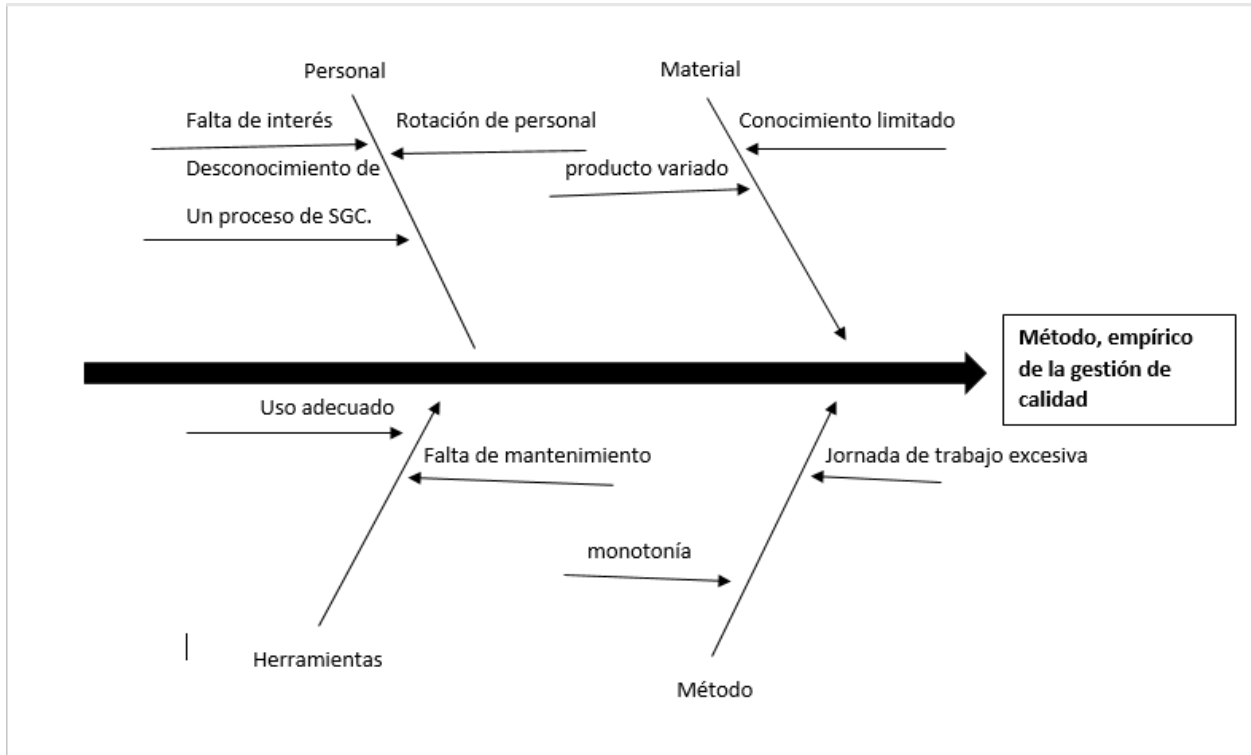 Personal
Material
Falta de interés
Rotación de personal
Conocimiento limitado
Desconocimiento de
Un proceso de SGC.
producto variado
Método, empírico
de la gestión de
calidad
Uso adecuado
Falta de mantenimiento
Jornada de trabajo excesiva
monotonía
Herramientas
Método